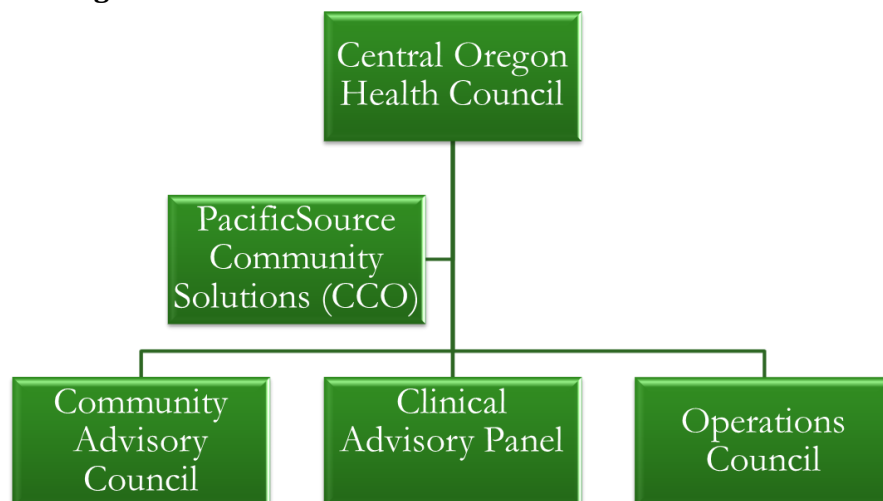 Central Oregon
Health Council
PacificSource
Community
Solutions (CCO)
Community
Advisory
Council
Clinical
Advisory Panel
Operations
Council